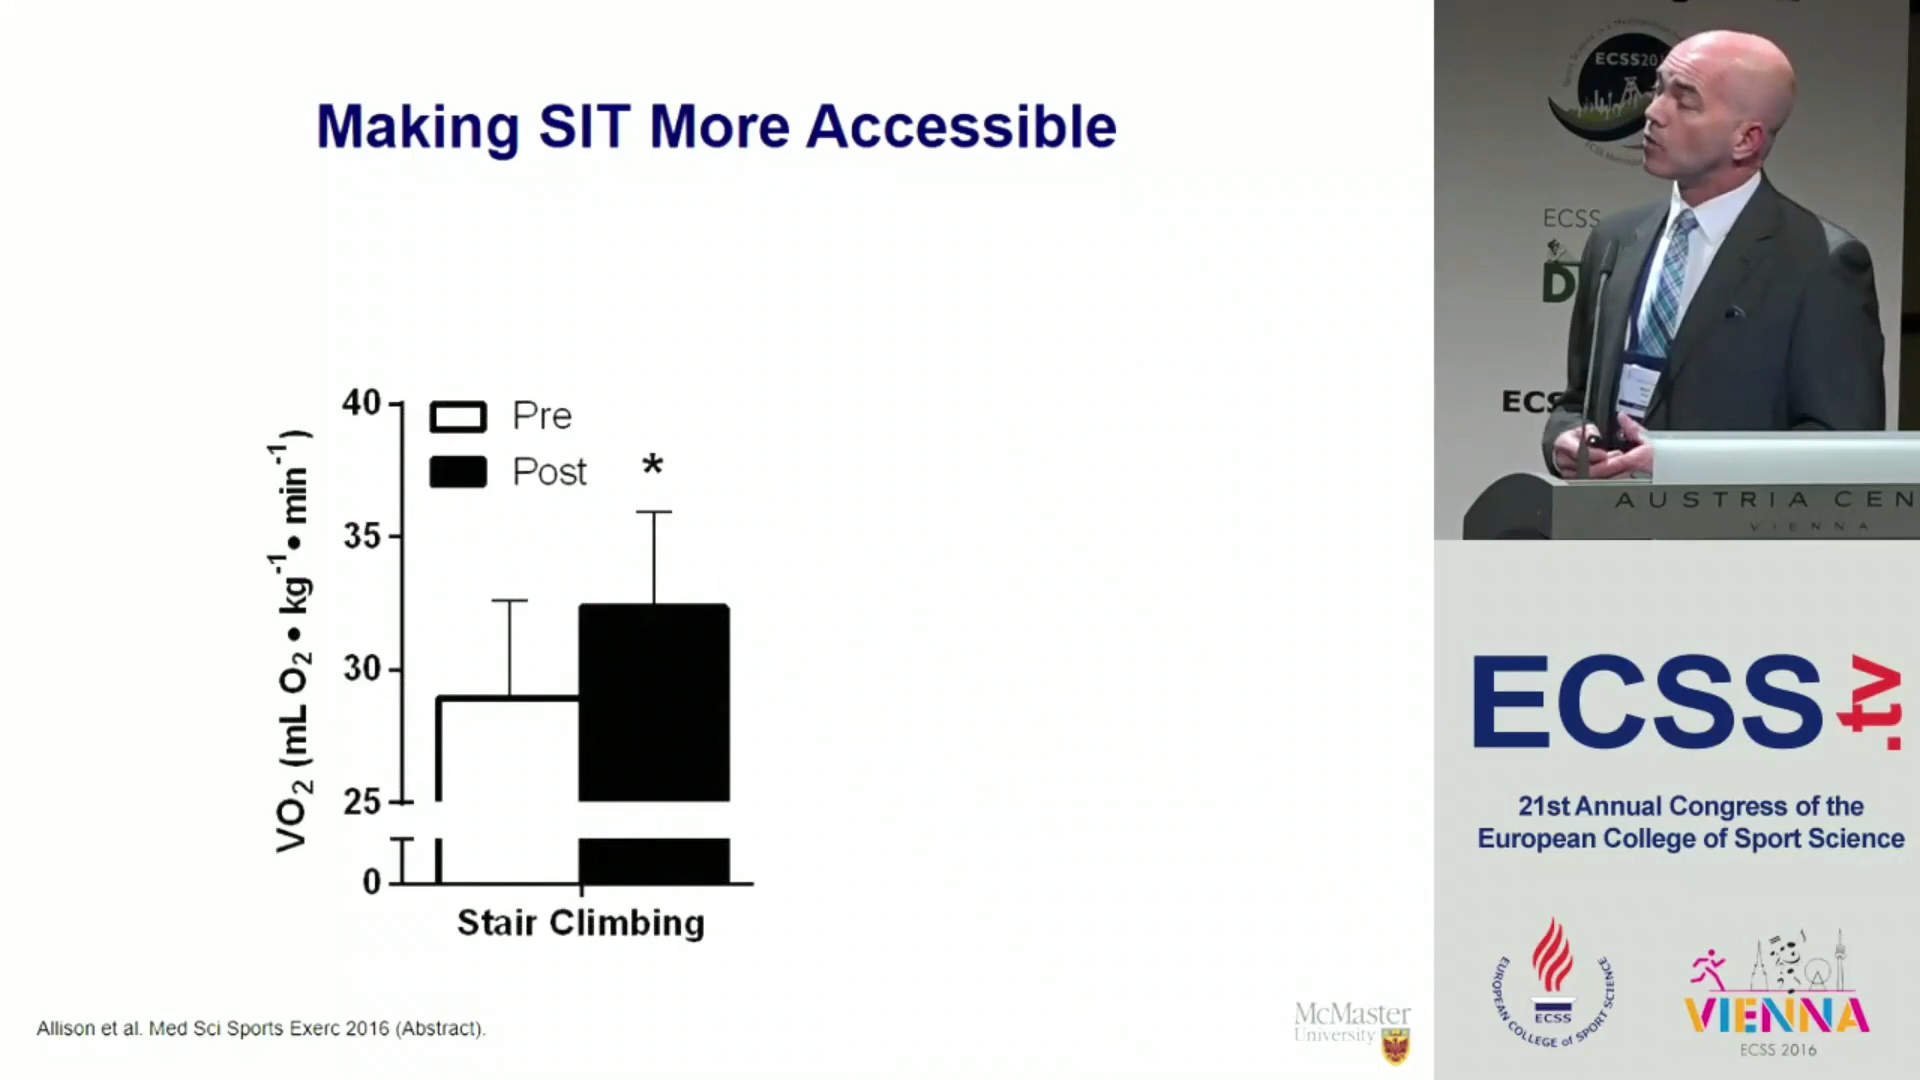 Making SIT More Accessible
40
35
30
25
0
Pre
Post
*
VO2 (mL O2 • kg-1 • min-1)
Stair Climbing
Allison et al. Med Sci Sports Exerc 2016 (Abstract).
McMaster
University
ECSS
ECSS
AUSTRIA CEN
VIENNA
ECSS.tv
21st Annual Congress of the
European College of Sport Science
EUROPEAN COLLEGE of SPORT SCIENCE
ECSS
VIENNA
ECSS 2016